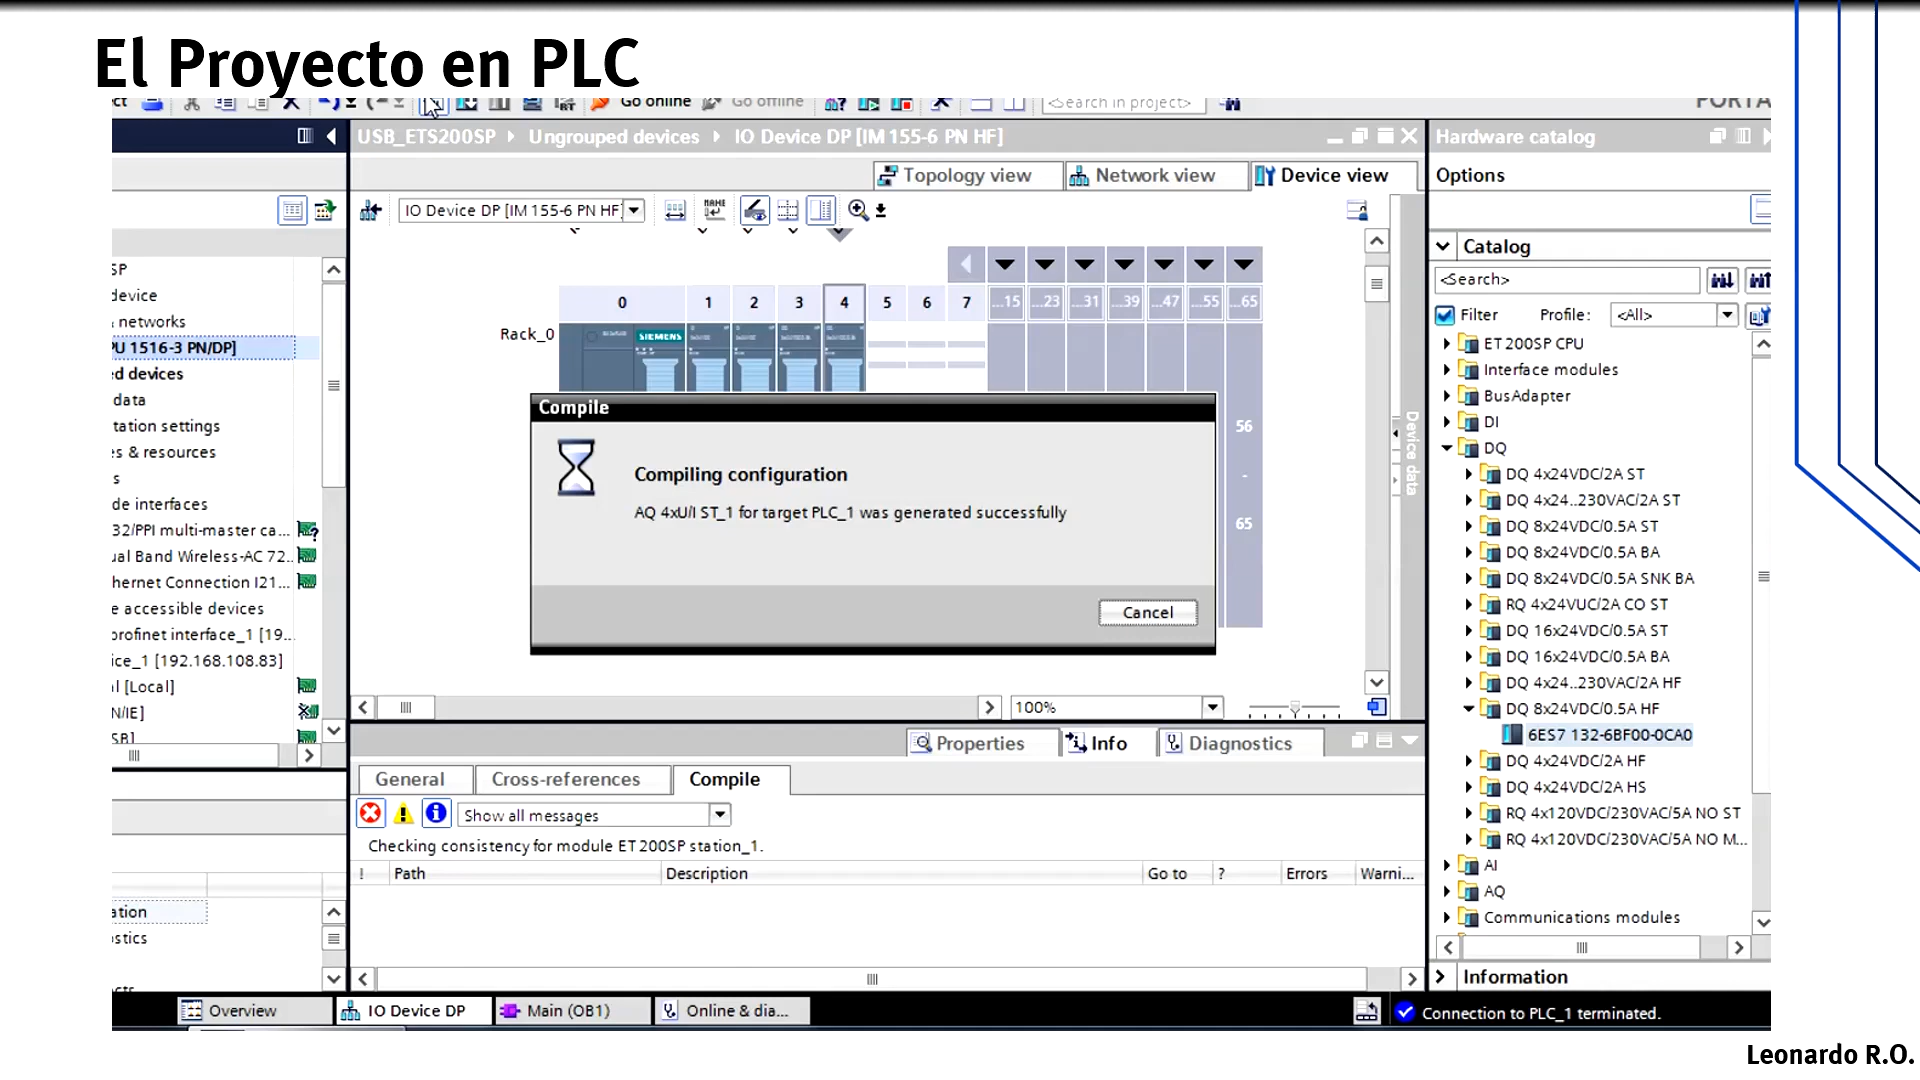 El Proyecto en PLC
Go online
Go offline
<Search in project>
USB_ETS200SP
Ungrouped devices
IO Device DP [IM 155-6 PN HF]
Hardware catalog
Topology view
Network view
Device view
Options
IO Device DP [IM 155-6 PN HF]
NAME
Catalog
<Search>
Filter
Profile:
<All>
SP
device
networks
PU 1516-3 PN/DP]
ed devices
data
tation settings
es & resources
s
de interfaces
32/PPI multi-master ca...
ual Band Wireless-AC 72..
hernet Connection I21...
e accessible devices
profinet interface_1 [19..
ice_1 [192.168.108.83]
l [Local]
N/IE]
SB]
0
1
2
3
4
5
6
7
...15
...23
...31
...39
...47
...55
...65
Rack_0
SIEMENS
56
-
65
Device data
Compile
Compiling configuration
AQ 4xU/I ST_1 for target PLC_1 was generated successfully
Cancel
ET 200SP CPU
Interface modules
BusAdapter
DI
DQ
DQ 4x24VDC/2A ST
DQ 4x24..230VAC/2A ST
DQ 8x24VDC/0.5A ST
DQ 8x24VDC/0.5A BA
DQ 8x24VDC/0.5A SNK BA
RQ 4x24VUC/2A CO ST
DQ 16x24VDC/0.5A ST
DQ 16x24VDC/0.5A BA
DQ 4x24..230VAC/2A HF
DQ 8x24VDC/0.5A HF
6ES7 132-6BF00-0CA0
DQ 4x24VDC/2A HF
DQ 4x24VDC/2A HS
RQ 4x120VDC/230VAC/5A NO ST
RQ 4x120VDC/230VAC/5A NO M...
AI
AQ
Communications modules
Information
100%
Properties
Info
Diagnostics
General
Cross-references
Compile
Show all messages
Checking consistency for module ET 200SP station_1.
!
Path
Description
Go to
?
Errors
Warni...
ation
ostics
Overview
IO Device DP
Main (OB1)
Online & dia...
Connection to PLC_1 terminated.
Leonardo R.O.